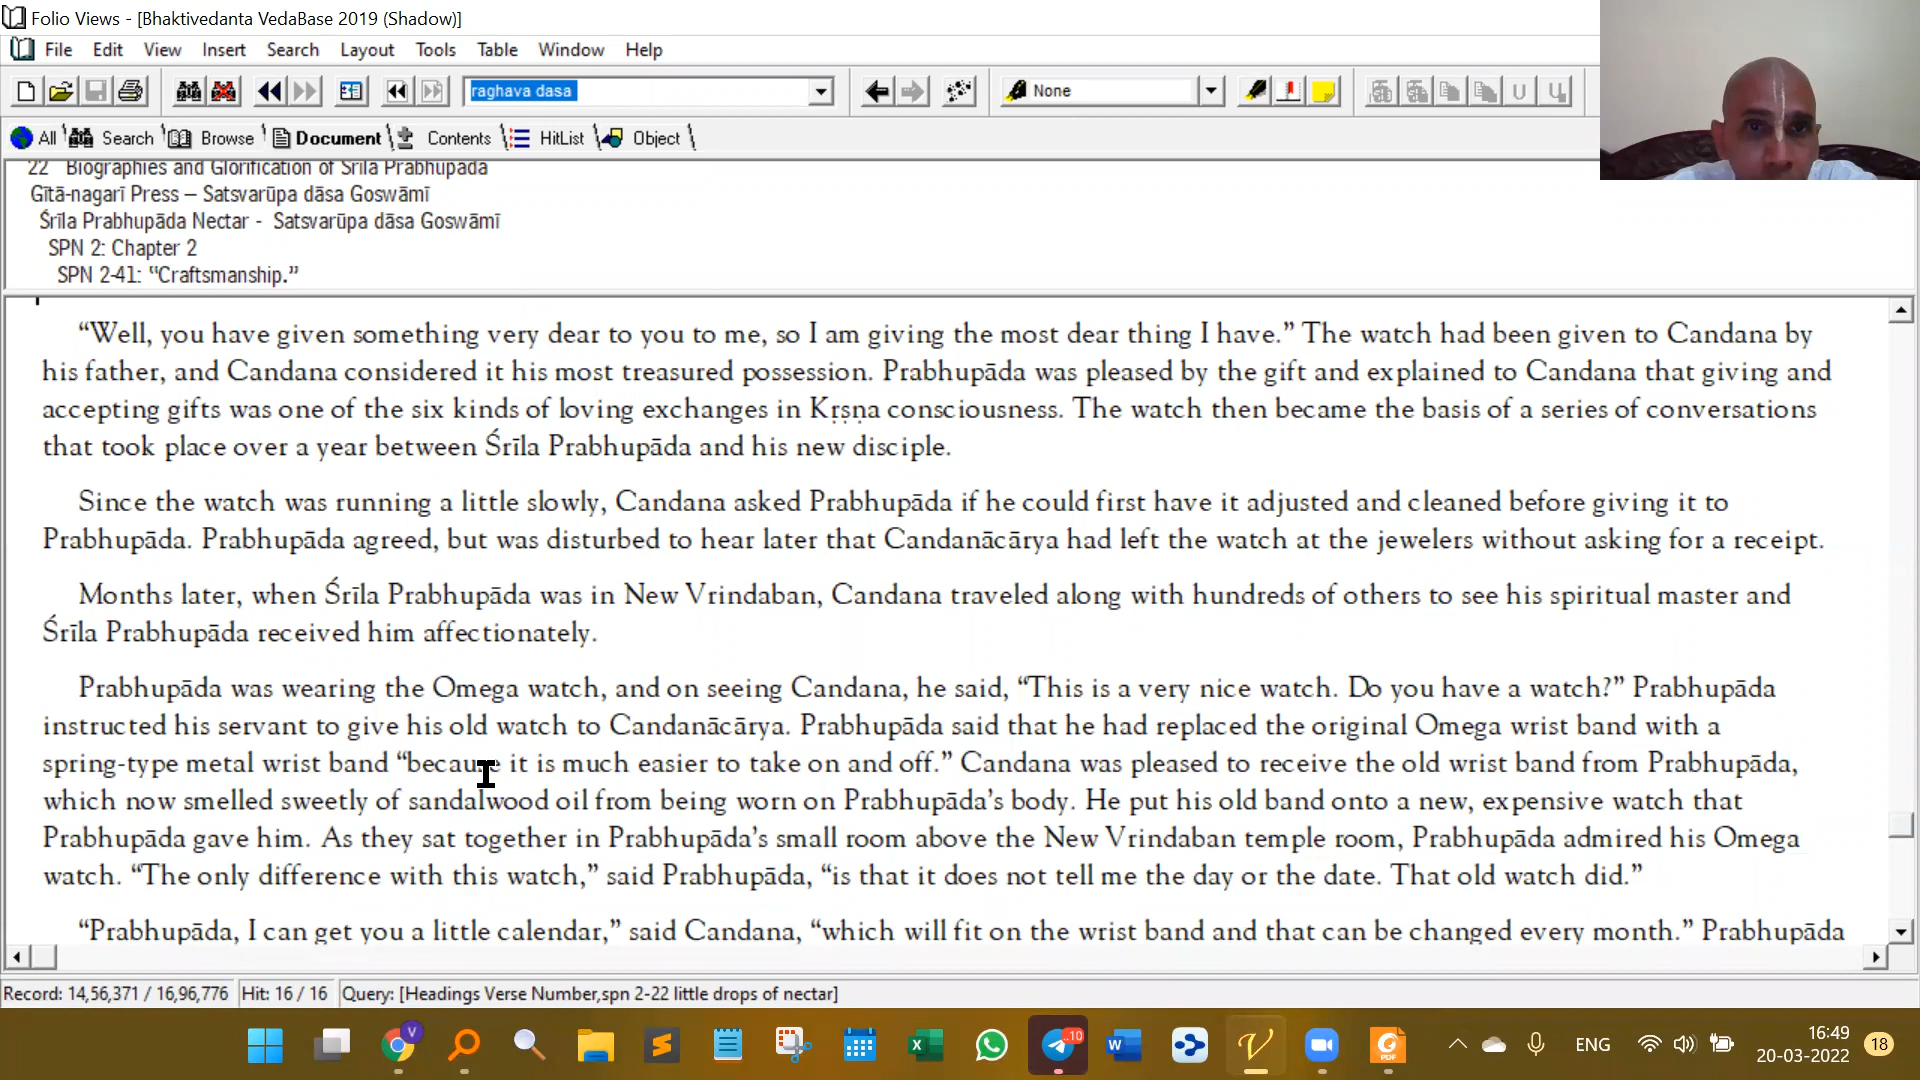 Folio Views - [Bhaktivedanta VedaBase 2019 (Shadow)]
File Edit View Insert Search Layout Tools Table Window Help
raghava dasa None
All Search Browse Document Contents HitList Object
22 Biographies and Glorification of Srila Prabhupada
Gītā-nagarī Press – Satsvarūpa dāsa Goswāmī
Śrīla Prabhupāda Nectar - Satsvarūpa dāsa Goswāmī
SPN 2: Chapter 2
SPN 2-41: “Craftsmanship.”
“Well, you have given something very dear to you to me, so I am giving the most dear thing I have.” The watch had been given to Candana by
his father, and Candana considered it his most treasured possession. Prabhupāda was pleased by the gift and explained to Candana that giving and
accepting gifts was one of the six kinds of loving exchanges in Kṛṣṇa consciousness. The watch then became the basis of a series of conversations
that took place over a year between Śrīla Prabhupāda and his new disciple.
Since the watch was running a little slowly, Candana asked Prabhupāda if he could first have it adjusted and cleaned before giving it to
Prabhupāda. Prabhupāda agreed, but was disturbed to hear later that Candanācārya had left the watch at the jewelers without asking for a receipt.
Months later, when Śrīla Prabhupāda was in New Vrindaban, Candana traveled along with hundreds of others to see his spiritual master and
Śrīla Prabhupāda received him affectionately.
Prabhupāda was wearing the Omega watch, and on seeing Candana, he said, “This is a very nice watch. Do you have a watch?” Prabhupāda
instructed his servant to give his old watch to Candanācārya. Prabhupāda said that he had replaced the original Omega wrist band with a
spring-type metal wrist band “because it is much easier to take on and off.” Candana was pleased to receive the old wrist band from Prabhupāda,
which now smelled sweetly of sandalwood oil from being worn on Prabhupāda’s body. He put his old band onto a new, expensive watch that
Prabhupāda gave him. As they sat together in Prabhupāda’s small room above the New Vrindaban temple room, Prabhupāda admired his Omega
watch. “The only difference with this watch,” said Prabhupāda, “is that it does not tell me the day or the date. That old watch did.”
“Prabhupāda, I can get you a little calendar,” said Candana, “which will fit on the wrist band and that can be changed every month.” Prabhupāda
Record: 14,56,371 / 16,96,776 Hit: 16 / 16 Query: [Headings Verse Number,spn 2-22 little drops of nectar]
V ..10 PDF ENG 16:49 18
20-03-2022